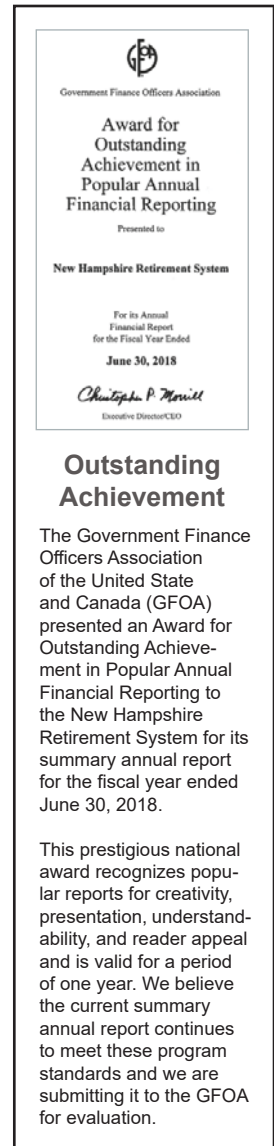 GFOA
Government Finance Officers Association
Award for
Outstanding
Achievement in
Popular Annual
Financial Reporting
Presented to
New Hampshire Retirement System
For its Annual
Financial Report
for the Fiscal Year Ended
June 30, 2018
Christopher P. Morrill
Executive Director/CEO
Outstanding
Achievement
The Government Finance
Officers Association
of the United State
and Canada (GFOA)
presented an Award for
Outstanding Achieve-
ment in Popular Annual
Financial Reporting to
the New Hampshire
Retirement System for its
summary annual report
for the fiscal year ended
June 30, 2018.
This prestigious national
award recognizes popu-
lar reports for creativity,
presentation, understand-
ability, and reader appeal
and is valid for a period
of one year. We believe
the current summary
annual report continues
to meet these program
standards and we are
submitting it to the GFOA
for evaluation.